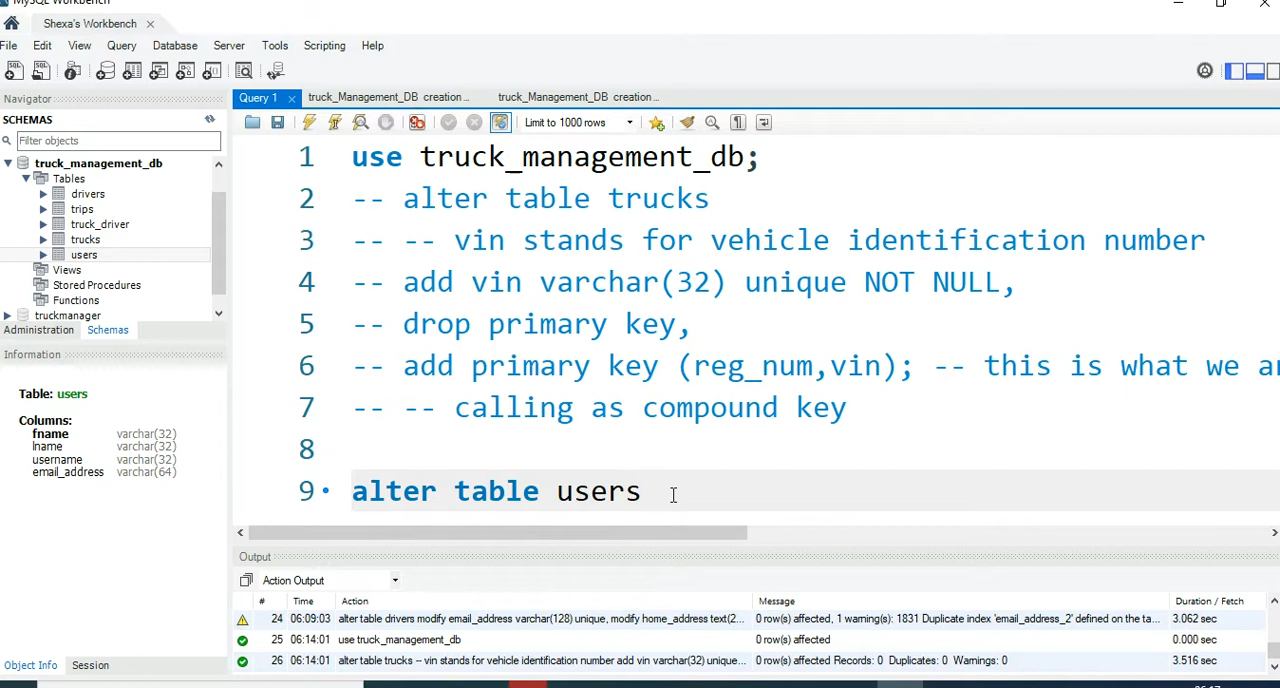 MySQL Workbench
Shexa's Workbench
File Edit View Query Database Server Tools Scripting Help
Navigator
SCHEMAS
Filter objects
truck_management_db
Tables
drivers
trips
truck_driver
trucks
users
Views
Stored Procedures
Functions
truckmanager
Administration Schemas
Information
Table: users
Columns:
fname varchar(32)
lname varchar(32)
username varchar(32)
email_address varchar(64)
Object Info Session
Query 1 truck_Management_DB creation... truck_Management_DB creation...
Limit to 1000 rows
1 use truck_management_db;
2 -- alter table trucks
3 -- -- vin stands for vehicle identification number
4 -- add vin varchar(32) unique NOT NULL,
5 -- drop primary key,
6 -- add primary key (reg_num,vin); -- this is what we
7 -- -- calling as compound key
8
9 alter table users
Output
Action Output
# Time Action Message Duration / Fetch
24 06:09:03 alter table drivers modify email_address varchar(128) unique, modify home_address text(2... 0 row(s) affected, 1 warning(s): 1831 Duplicate index 'email_address_2' defined on the ta... 3.062 sec
25 06:14:01 use truck_management_db 0 row(s) affected 0.000 sec
26 06:14:01 alter table trucks -- vin stands for vehicle identification number add vin varchar(32) unique... 0 row(s) affected Records: 0 Duplicates: 0 Warnings: 0 3.516 sec